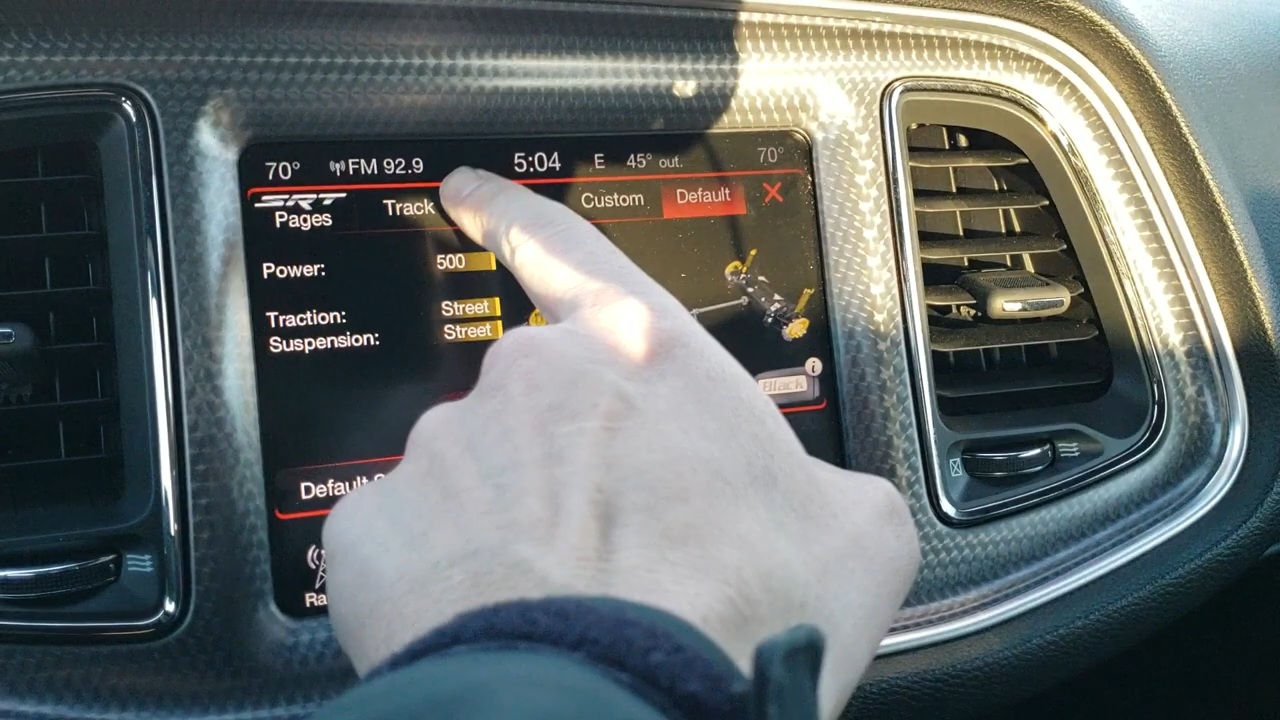 70° FM 92.9 5:04 E 45° out. 70°
SRT Pages Track Custom Default X
Power: 500
Traction: Street
Suspension: Street
Black
i
Default
Ra